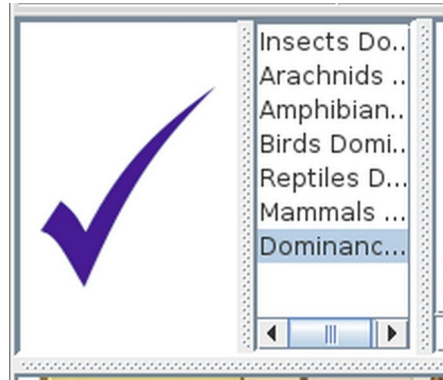 Insects Do...
Arachnids ...
Amphibian...
Birds Domi...
Reptiles D...
Mammals ...
Dominanc...